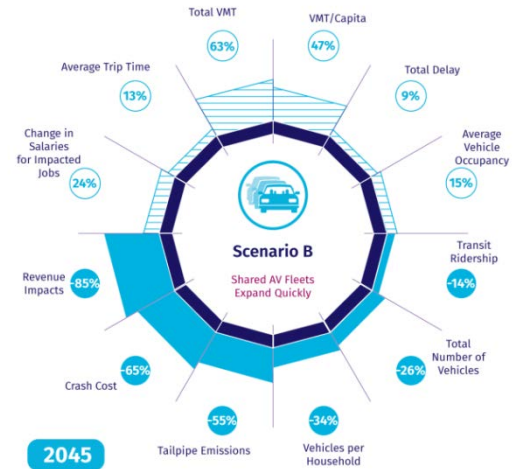 Total VMT
63%
VMT/Capita
47%
Total Delay
9%
Average
Vehicle
Occupancy
15%
Transit
Ridership
-14%
Total
Number of
Vehicles
-26%
Vehicles per
Household
-34%
Tailpipe Emissions
-55%
Crash Cost
-65%
Revenue
Impacts
-85%
Change in
Salaries
for Impacted
Jobs
24%
Average Trip Time
13%
Scenario B
Shared AV Fleets
Expand Quickly
2045